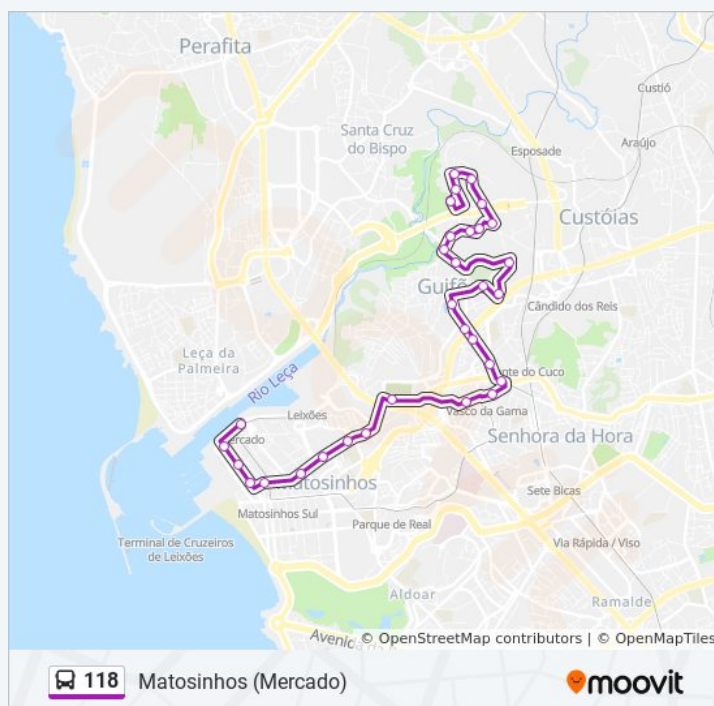 Perafita
Custió
Santa Cruz
do Bispo
Esposade
Araújo
Custóias
Guifõ
Cândido dos Reis
Leça da
Palmeira
Rio Leça
nte do Cuco
Leixões
Vasco da Gama
ercado
Senhora da Hora
Matosinhos
Sete Bicas
Matosinhos Sul
Parque de Real
Terminal de Cruzeiros
de Leixões
Via Rápida / Viso
Aldoar
Ramalde
Avenic
© OpenStreetMap contributors | © OpenMapTiles
118 Matosinhos (Mercado)
moovit